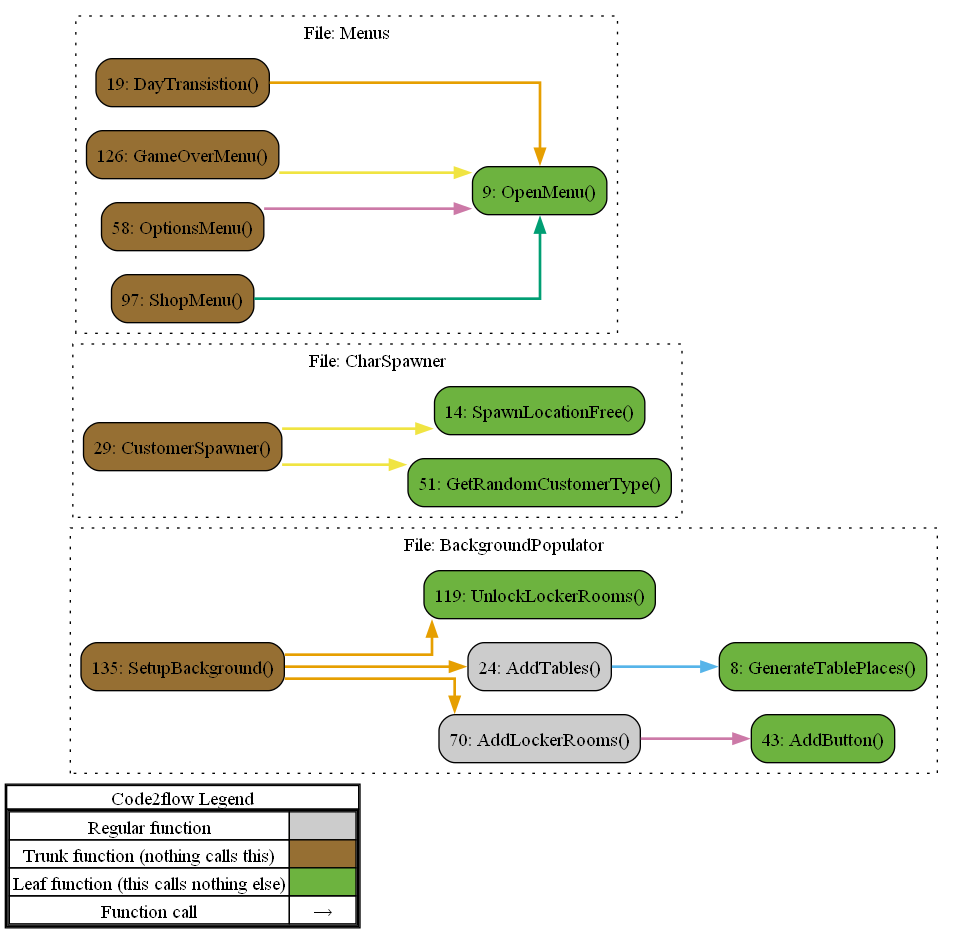 File: Menus
19: DayTransistion()
126: GameOverMenu()
9: OpenMenu()
58: OptionsMenu()
97: ShopMenu()
File: CharSpawner
14: SpawnLocationFree()
29: CustomerSpawner()
51: GetRandomCustomerType()
File: BackgroundPopulator
119: UnlockLockerRooms()
135: SetupBackground()
24: AddTables()
8: GenerateTablePlaces()
70: AddLockerRooms()
43: AddButton()
Code2flow Legend
Regular function
Trunk function (nothing calls this)
Leaf function (this calls nothing else)
Function call →